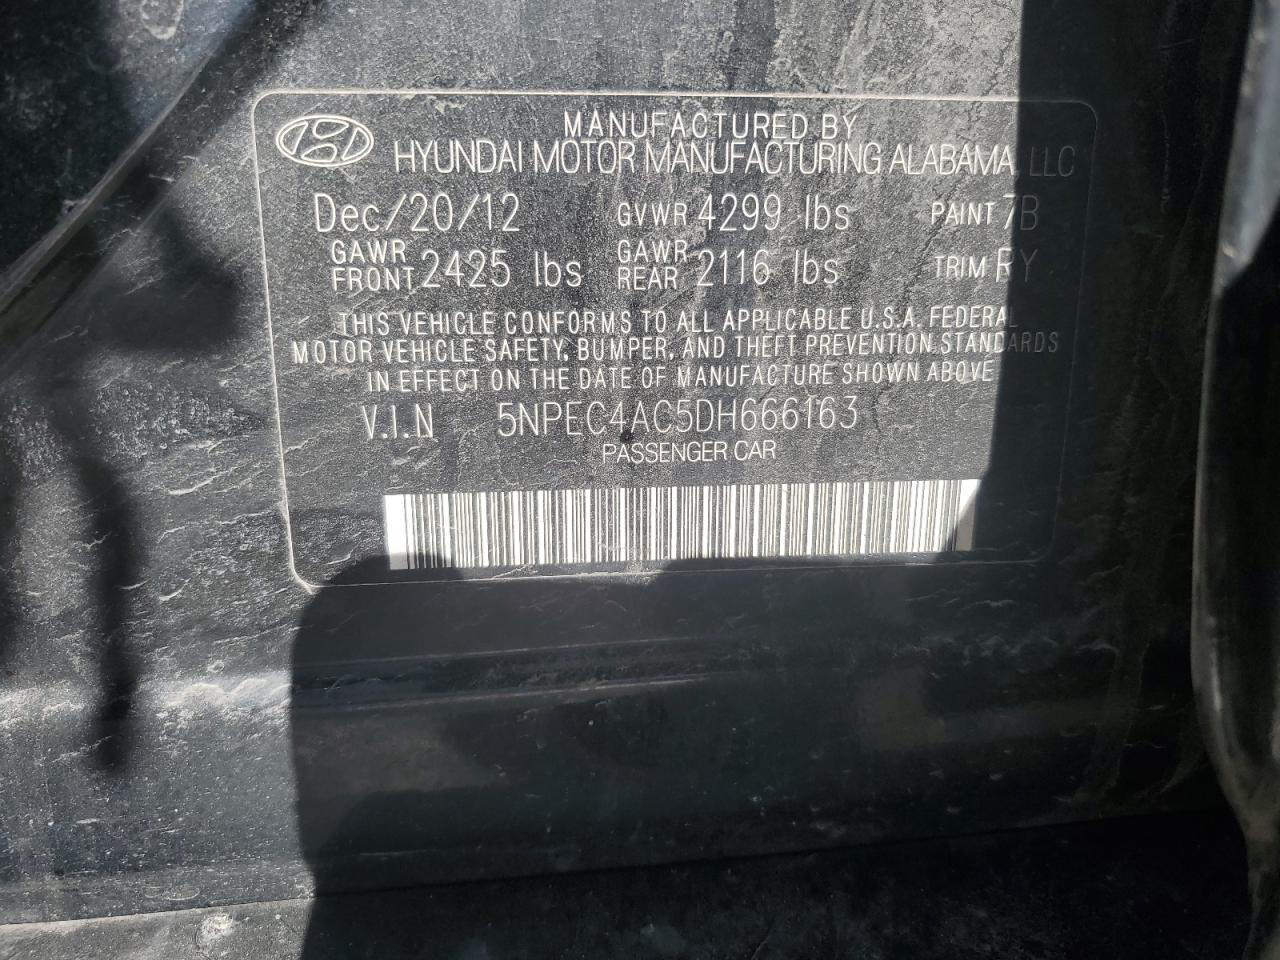 MANUFACTURED BY
HYUNDAI MOTOR MANUFACTURING ALABAMA, LLC
Dec/20/12 GVWR 4299 lbs PAINT 7B
GAWR FRONT 2425 lbs GAWR REAR 2116 lbs TRIM RY
THIS VEHICLE CONFORMS TO ALL APPLICABLE U.S.A. FEDERAL
MOTOR VEHICLE SAFETY, BUMPER, AND THEFT PREVENTION STANDARDS
IN EFFECT ON THE DATE OF MANUFACTURE SHOWN ABOVE
V.I.N 5NPEC4AC5DH666163
PASSENGER CAR